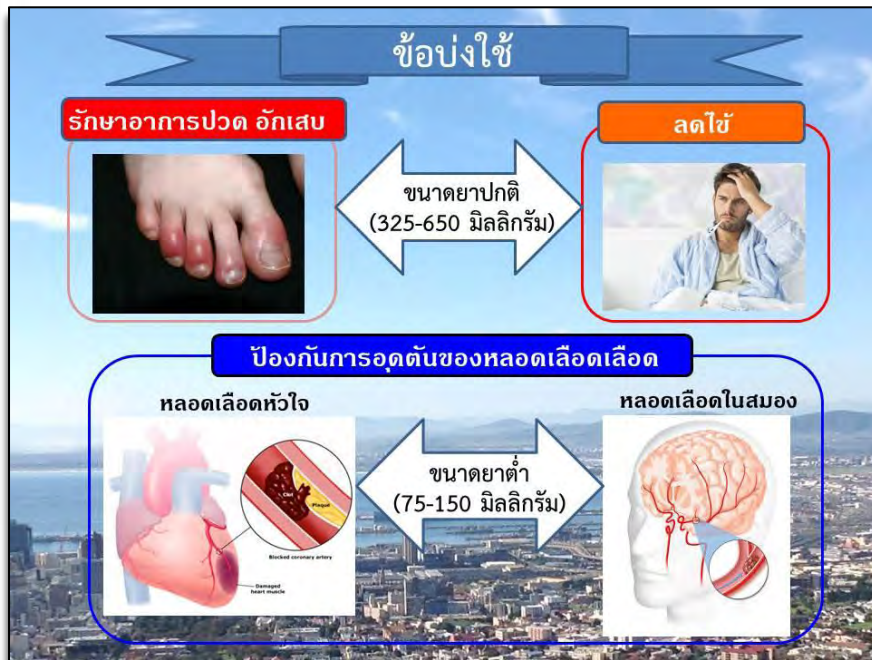 ข้อบ่งใช้
รักษาอาการปวด อักเสบ
ลดไข้
ขนาดยาปกติ
(325-650 มิลลิกรัม)
ป้องกันการอุดตันของหลอดเลือดเลือด
หลอดเลือดหัวใจ
หลอดเลือดในสมอง
Clot
Plaque
Blocked coronary artery
Damaged
heart muscle
ขนาดยาต่ำ
(75-150 มิลลิกรัม)